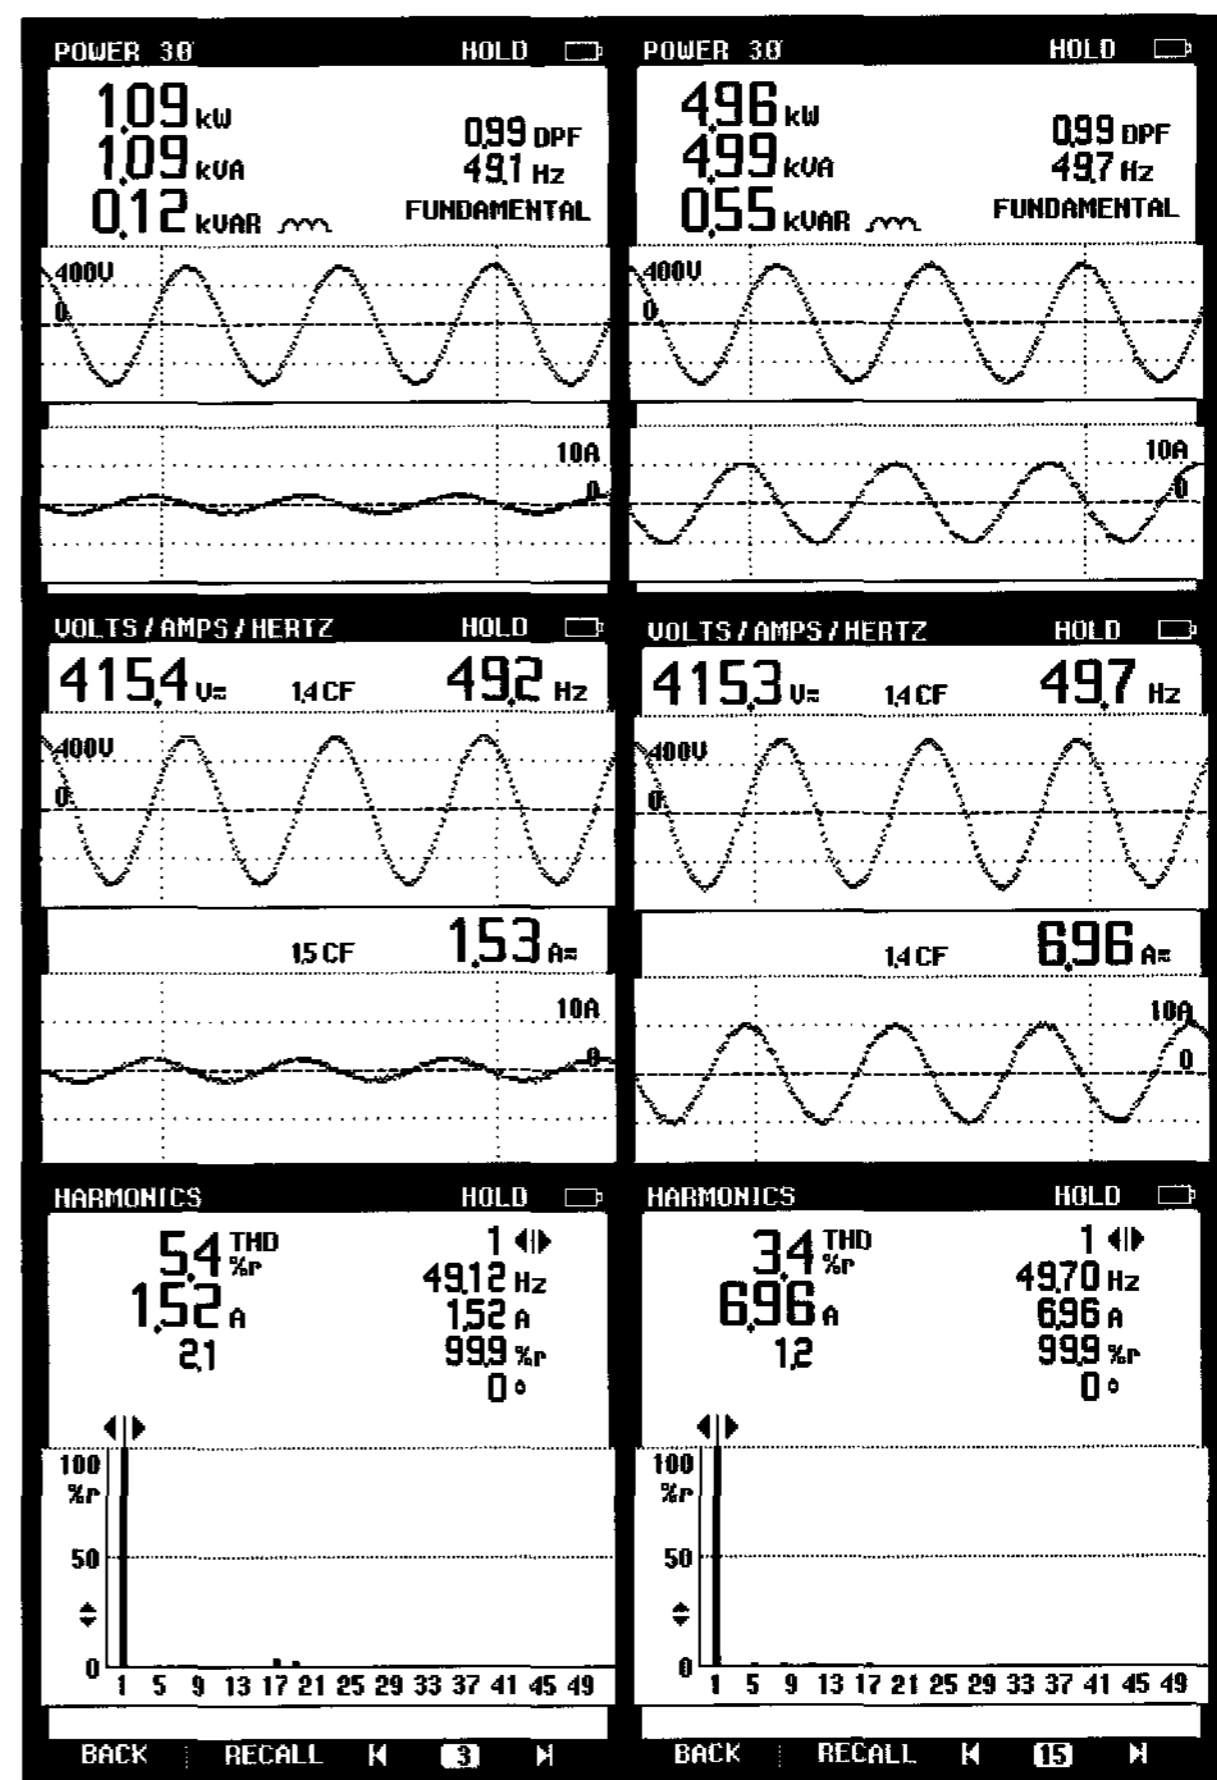 POWER 3Ø HOLD
1.09 kW
1.09 kVA
0.12 kVAR
0.99 DPF
49.1 Hz
FUNDAMENTAL
400V
0
10A
0
POWER 3Ø HOLD
4.96 kW
4.99 kVA
0.55 kVAR
0.99 DPF
49.7 Hz
FUNDAMENTAL
400V
0
10A
0
VOLTS/AMPS/HERTZ HOLD
415.4 V 1.4 CF 49.2 Hz
400V
0
1.5 CF 1.53 A
10A
0
VOLTS/AMPS/HERTZ HOLD
415.3 V 1.4 CF 49.7 Hz
400V
0
1.4 CF 6.96 A
10A
0
HARMONICS HOLD
5.4 THD %r
1.52 A
2.1
1
49.12 Hz
1.52 A
99.9 %r
0 °
100
%r
50
0
1 5 9 13 17 21 25 29 33 37 41 45 49
BACK RECALL 3
HARMONICS HOLD
3.4 THD %r
6.96 A
1.2
1
49.70 Hz
6.96 A
99.9 %r
0 °
100
%r
50
0
1 5 9 13 17 21 25 29 33 37 41 45 49
BACK RECALL 15